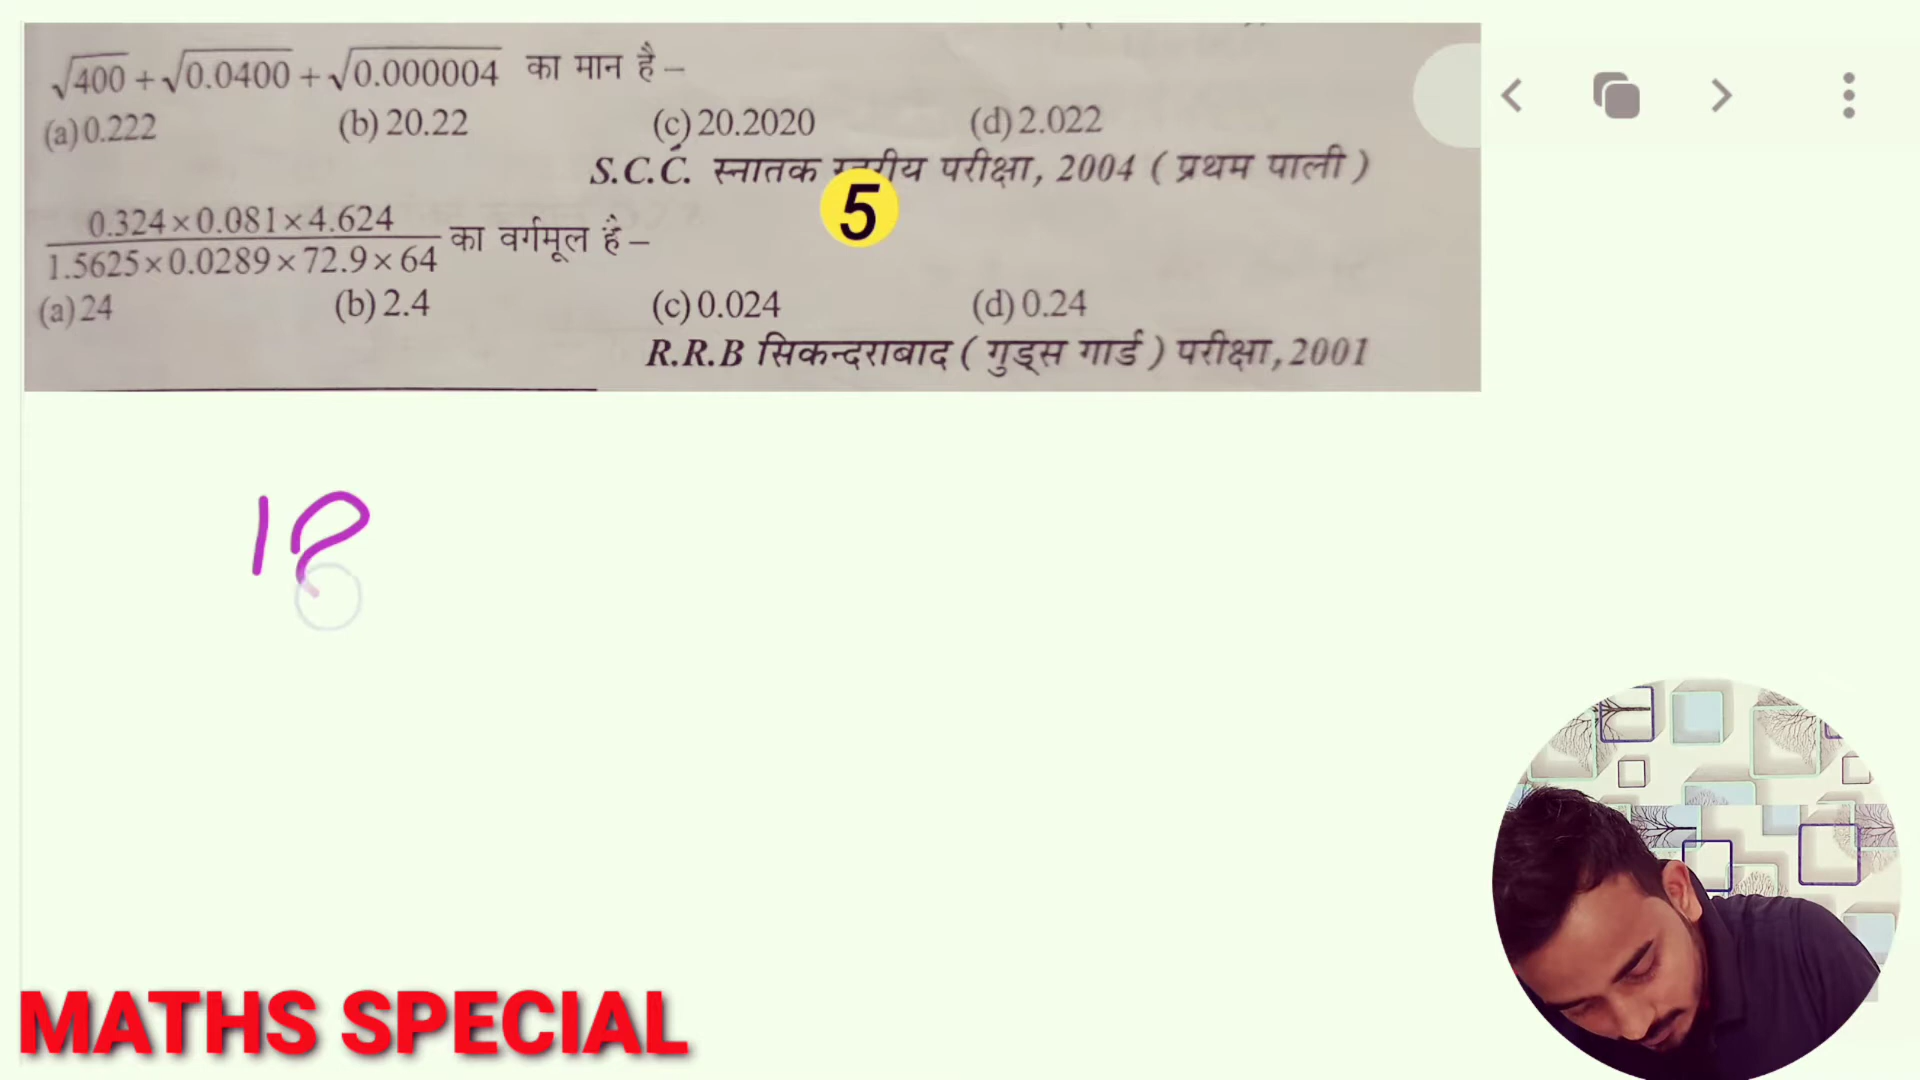 √400 + √0.0400 + √0.000004 का मान है –
(a) 0.222 (b) 20.22 (c) 20.2020 (d) 2.022
S.C.C. स्नातक स्तरीय परीक्षा, 2004 ( प्रथम पाली )
5
0.324×0.081×4.624
1.5625×0.0289×72.9×64
का वर्गमूल है –
(a) 24 (b) 2.4 (c) 0.024 (d) 0.24
R.R.B सिकन्दराबाद ( गुड्स गार्ड ) परीक्षा, 2001
18
MATHS SPECIAL